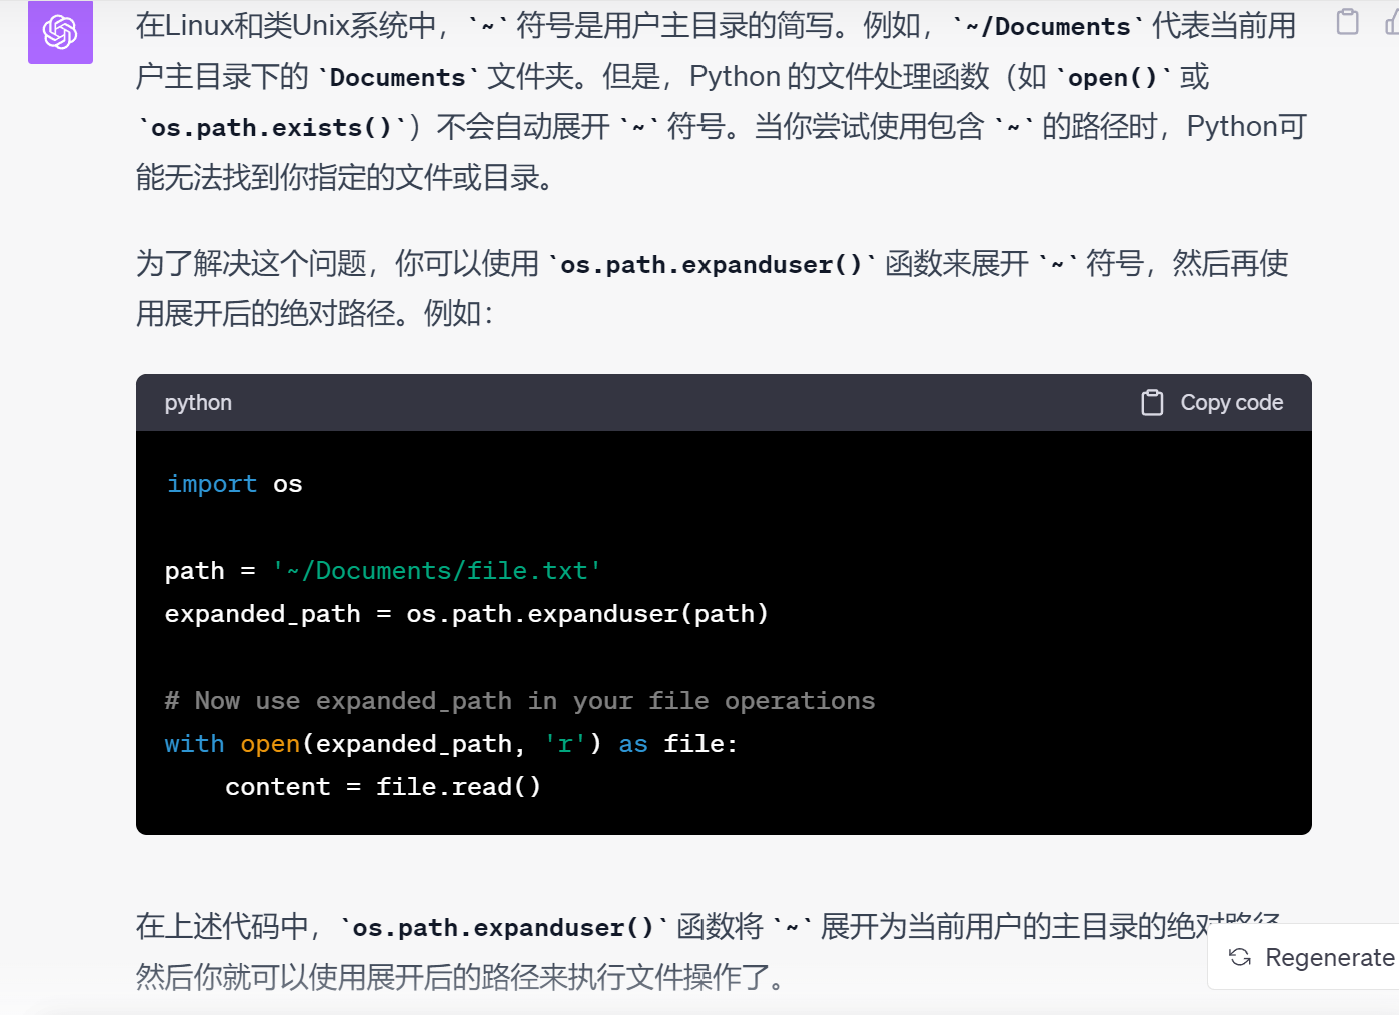 在Linux和类Unix系统中，`~` 符号是用户主目录的简写。例如，`~/Documents` 代表当前用
户主目录下的 `Documents` 文件夹。但是，Python 的文件处理函数（如 `open()` 或
`os.path.exists()`）不会自动展开 `~` 符号。当你尝试使用包含 `~` 的路径时，Python可
能无法找到你指定的文件或目录。
为了解决这个问题，你可以使用 `os.path.expanduser()` 函数来展开 `~` 符号，然后再使
用展开后的绝对路径。例如：
python
Copy code
import os
path = '~/Documents/file.txt'
expanded_path = os.path.expanduser(path)
# Now use expanded_path in your file operations
with open(expanded_path, 'r') as file:
    content = file.read()
在上述代码中，`os.path.expanduser()` 函数将 `~` 展开为当前用户的主目录的绝对路径
然后你就可以使用展开后的路径来执行文件操作了。
Regenerate